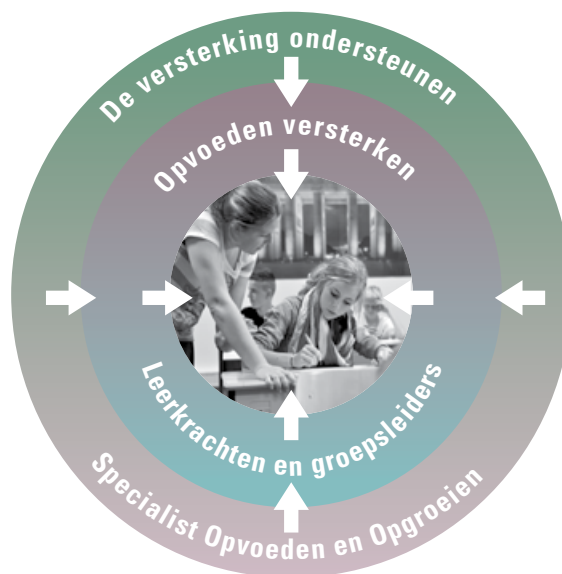 De versterking ondersteunen
Opvoeden versterken
Leerkrachten en groepsleiders
Specialist Opvoeden en Opgroeien